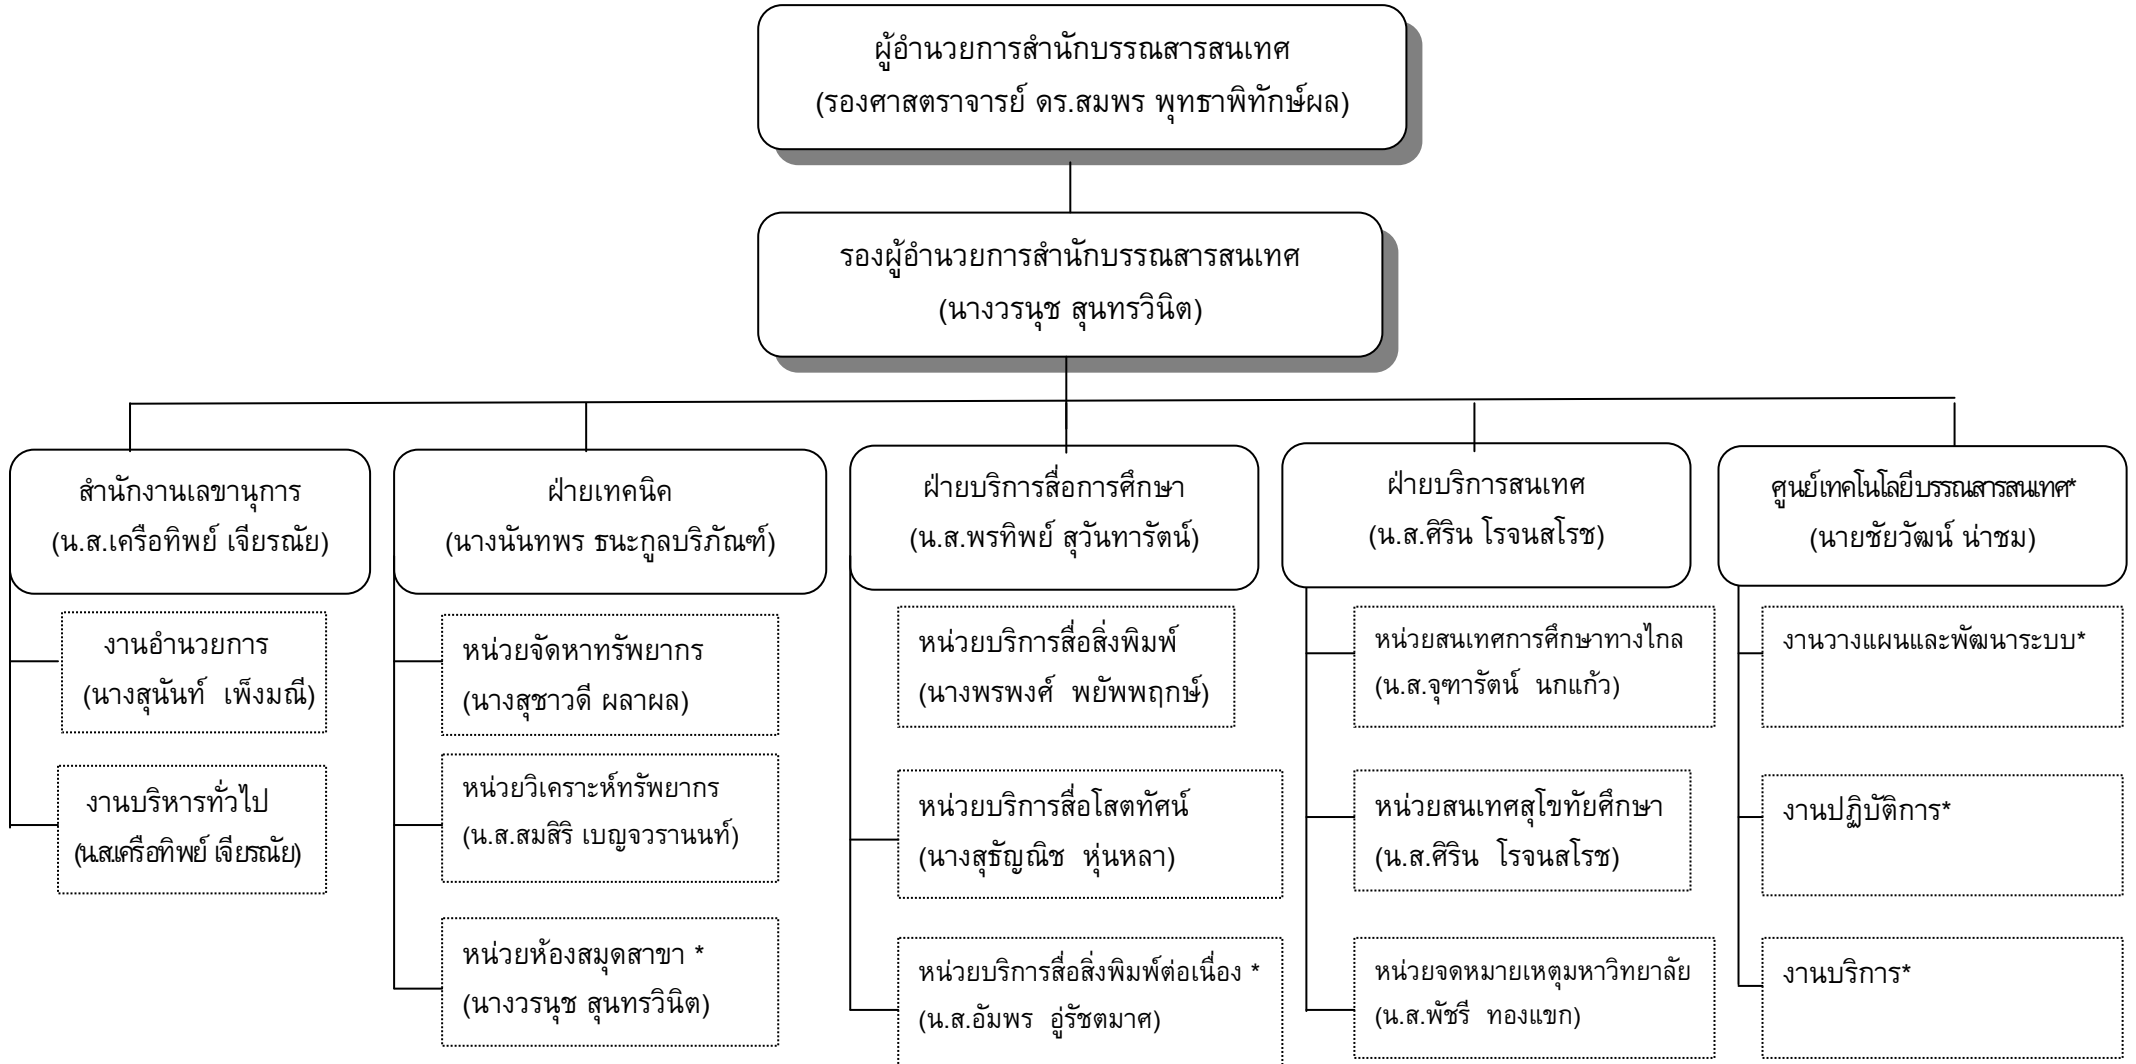 ผู้อำนวยการสำนักบรรณสารสนเทศ
(รองศาสตราจารย์ ดร.สมพร พุทธาพิทักษ์ผล)
รองผู้อำนวยการสำนักบรรณสารสนเทศ
(นางวรนุช สุนทรวินิต)
สำนักงานเลขานุการ
(น.ส.เครือทิพย์ เจียรณัย)
งานอำนวยการ
(นางสุนันท์ เพ็งมณี)
งานบริหารทั่วไป
(น.ส.เครือทิพย์ เจียรณัย)
ฝ่ายเทคนิค
(นางนันทพร ธนะกูลบริภัณฑ์)
หน่วยจัดหาทรัพยากร
(นางสุชาวดี ผลาผล)
หน่วยวิเคราะห์ทรัพยากร
(น.ส.สมสิริ เบญจวรานนท์)
หน่วยห้องสมุดสาขา *
(นางวรนุช สุนทรวินิต)
ฝ่ายบริการสื่อการศึกษา
(น.ส.พรทิพย์ สุวันทารัตน์)
หน่วยบริการสื่อสิ่งพิมพ์
(นางพรพงศ์ พยัพพฤกษ์)
หน่วยบริการสื่อโสตทัศน์
(นางสุธัญณิช หุ่นหลา)
หน่วยบริการสื่อสิ่งพิมพ์ต่อเนื่อง *
(น.ส.อัมพร อู่รัชตมาศ)
ฝ่ายบริการสนเทศ
(น.ส.ศิริน โรจนสโรช)
หน่วยสนเทศการศึกษาทางไกล
(น.ส.จุฑารัตน์ นกแก้ว)
หน่วยสนเทศสุโขทัยศึกษา
(น.ส.ศิริน โรจนสโรช)
หน่วยจดหมายเหตุมหาวิทยาลัย
(น.ส.พัชรี ทองแขก)
ศูนย์เทคโนโลยีบรรณสารสนเทศ*
(นายชัยวัฒน์ น่าชม)
งานวางแผนและพัฒนาระบบ*
งานปฏิบัติการ*
งานบริการ*